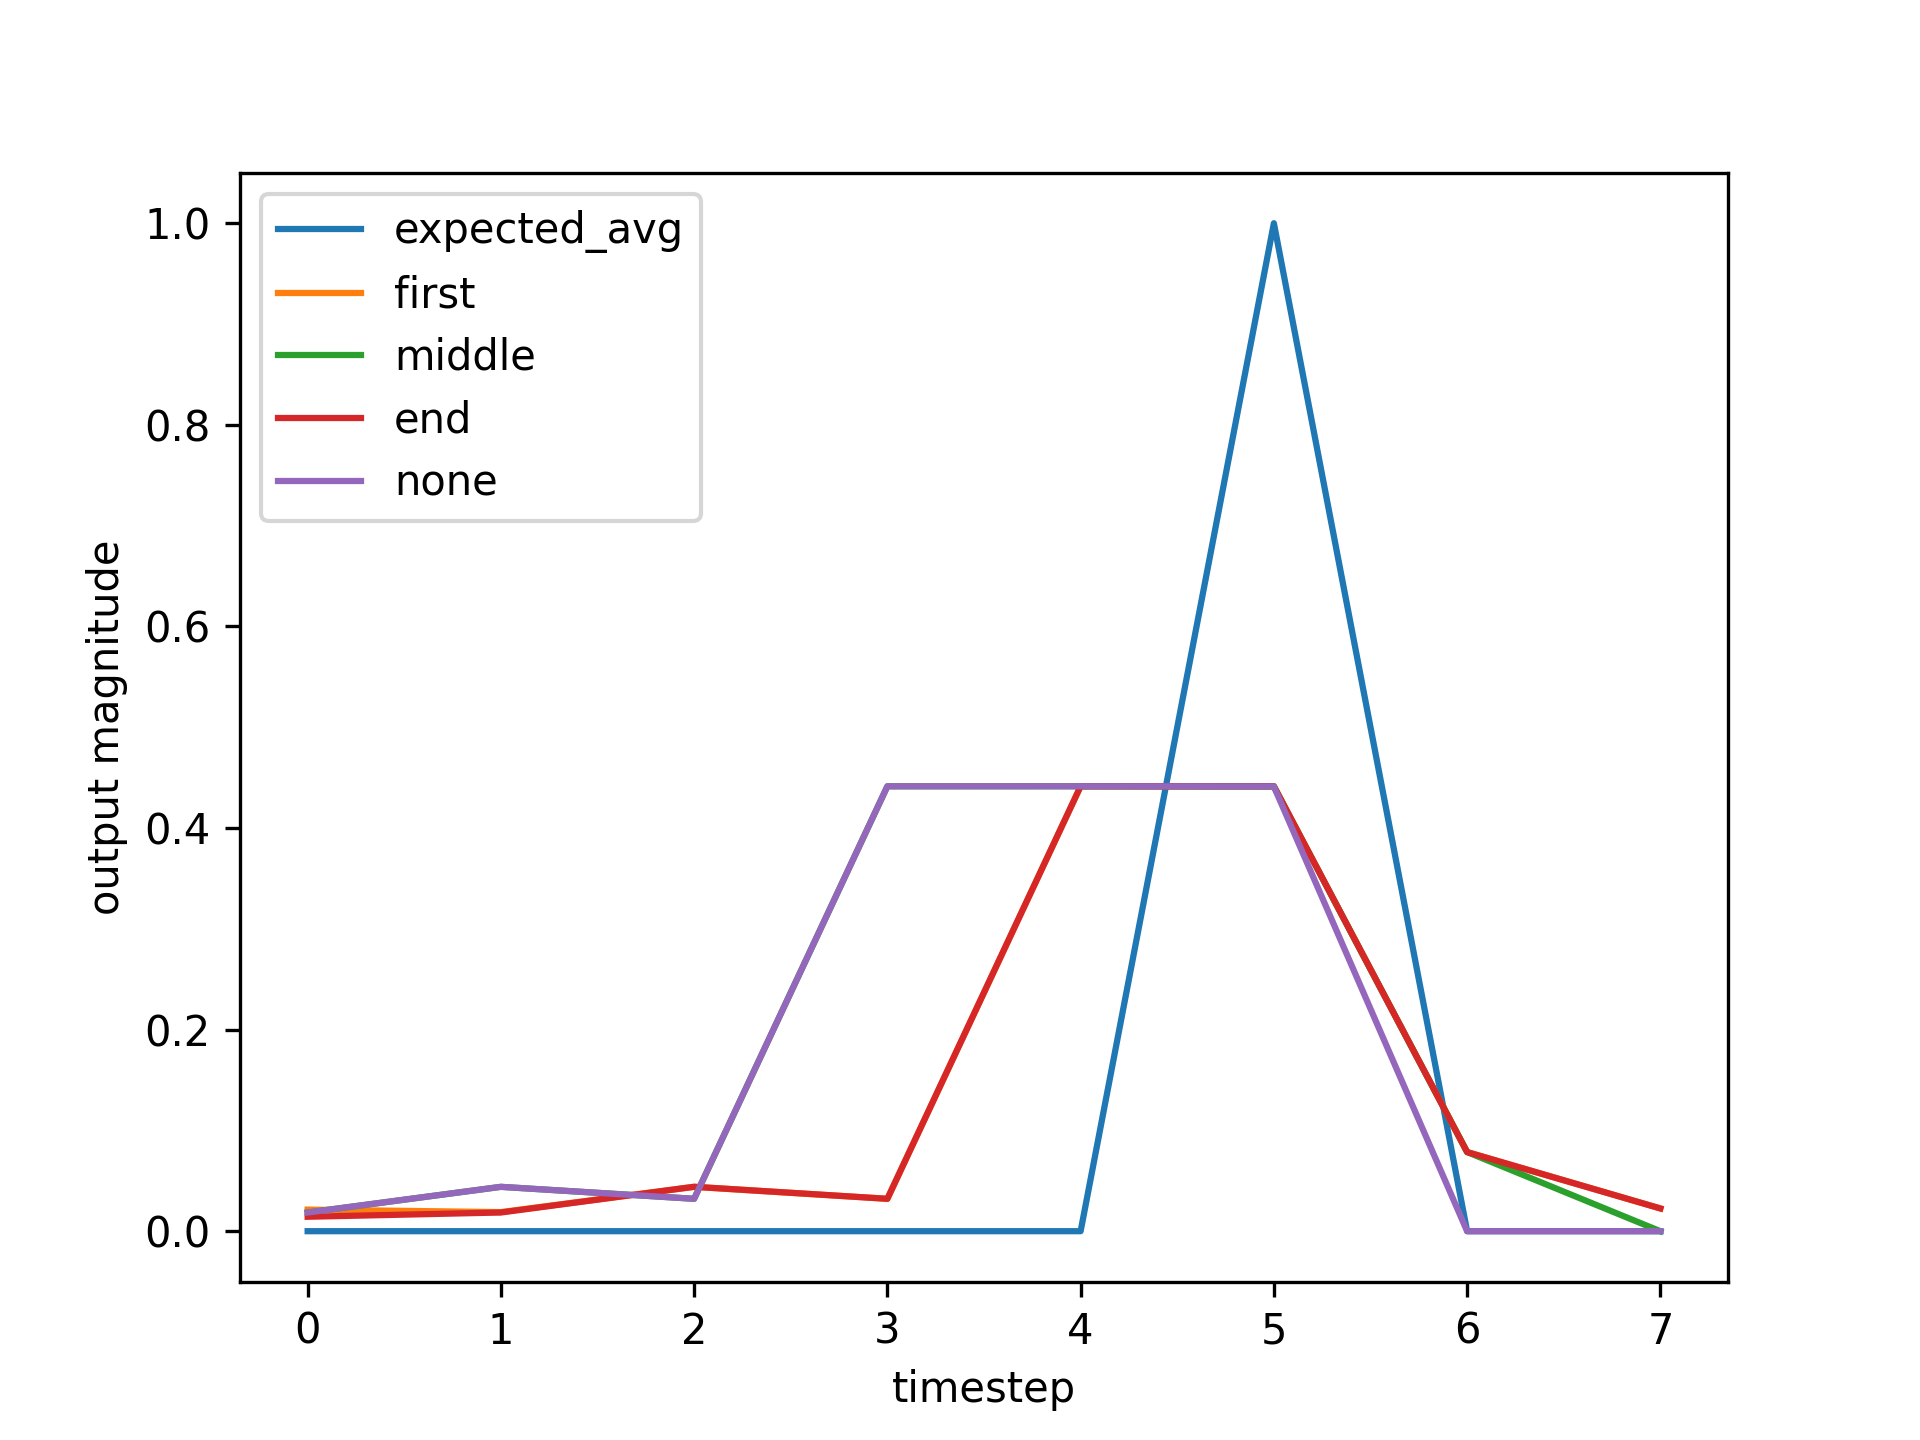 expected_avg
first
middle
end
none
output magnitude
1.0
0.8
0.6
0.4
0.2
0.0
0 1 2 3 4 5 6 7
timestep